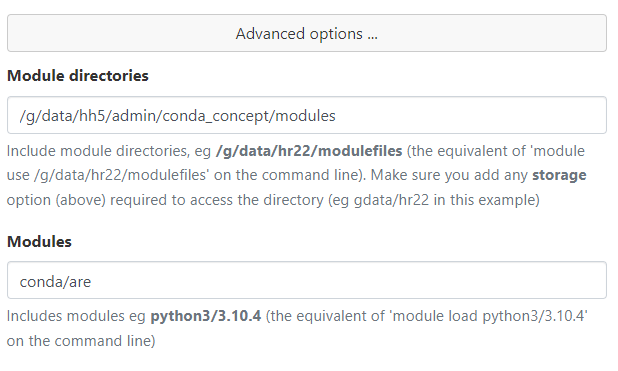 Advanced options ...
Module directories
/g/data/hh5/admin/conda_concept/modules
Include module directories, eg /g/data/hr22/modulefiles (the equivalent of 'module
use /g/data/hr22/modulefiles' on the command line). Make sure you add any storage
option (above) required to access the directory (eg gdata/hr22 in this example)
Modules
conda/are
Includes modules eg python3/3.10.4 (the equivalent of 'module load python3/3.10.4'
on the command line)